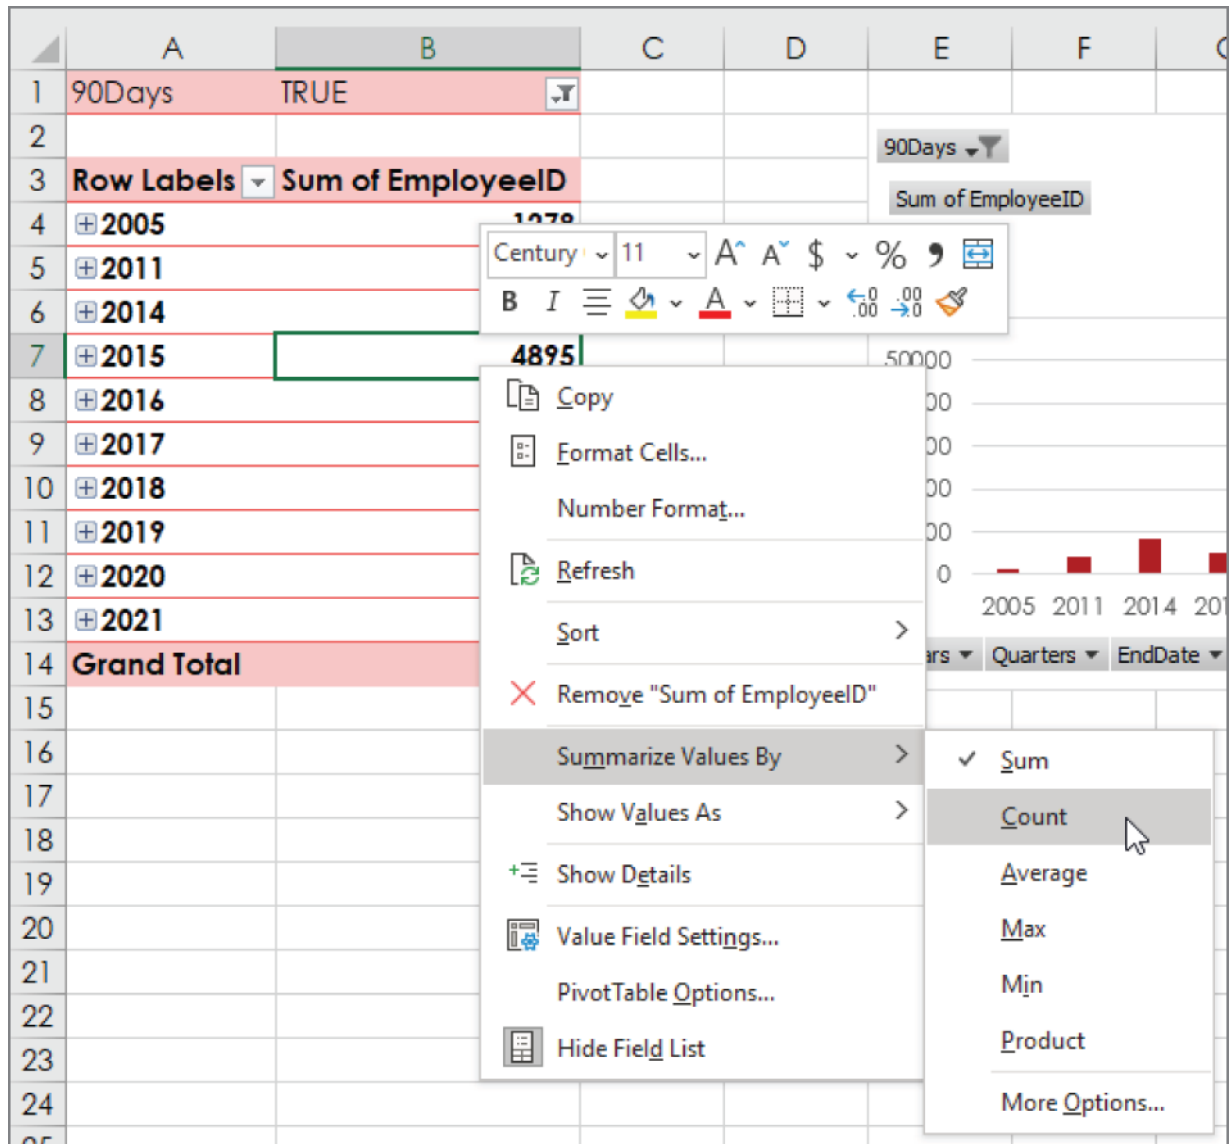 A B C D E F
1 90Days TRUE
2
90Days
3 Row Labels Sum of EmployeeID
Sum of EmployeeID
4 2005 1278
5 2011
6 2014
7 2015 4895
8 2016
9 2017
10 2018
11 2019
12 2020
13 2021
14 Grand Total
15
16
17
18
19
20
21
22
23
24
Century 11 A A $ % ,
B I A .00 .00
Copy
Format Cells...
Number Format...
Refresh
Sort
Remove "Sum of EmployeeID"
Summarize Values By
Show Values As
Show Details
Value Field Settings...
PivotTable Options...
Hide Field List
Sum
Count
Average
Max
Min
Product
More Options...
50000
0
2005 2011 2014
Quarters EndDate